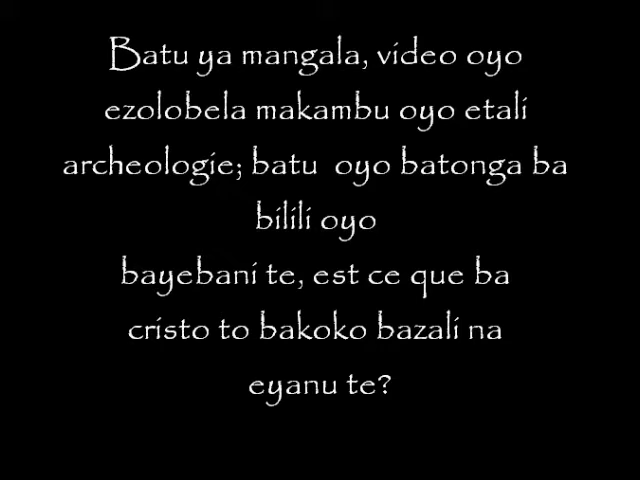 Batu ya mangala, video oyo
ezolobela makambu oyo etali
archeologie; batu oyo batonga ba
bilili oyo
bayebani te, est ce que ba
cristo to bakoko bazali na
eyanu te?